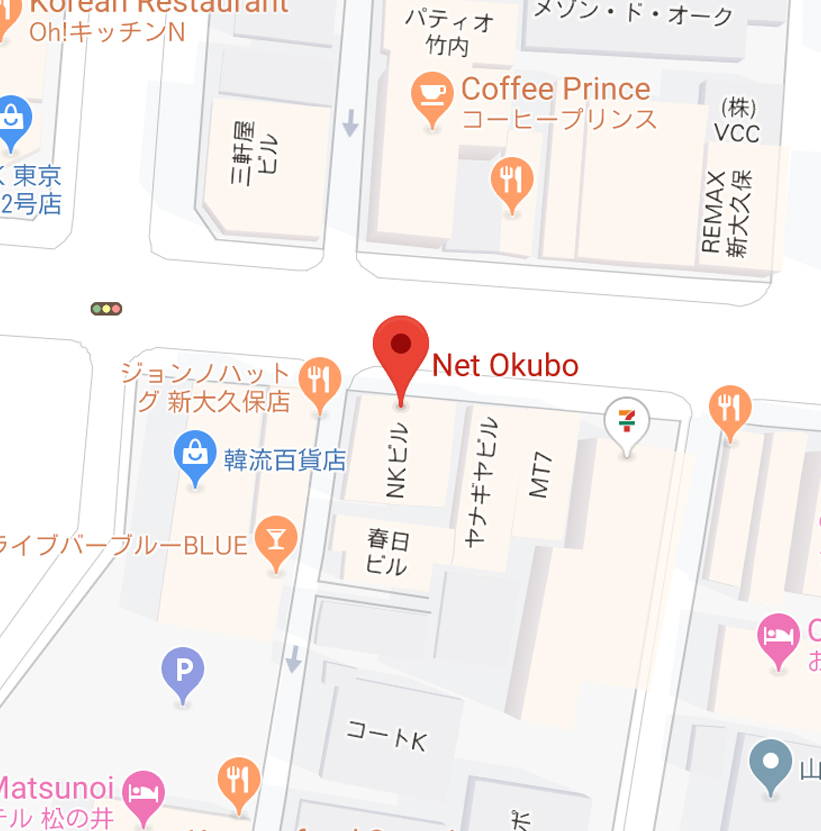 Korean Restaurant
Oh!キッチンN
パティオ
竹内
メゾン・ド・オーク
Coffee Prince
コーヒープリンス
(株)
VCC
三軒屋
ビル
K 東京
2号店
REMAX
新大久保
Net Okubo
ジョンノハット
グ 新大久保店
韓流百貨店
NKビル
ヤナギヤビル
MT7
7
ライブバーブルーBLUE
春日
ビル
P
コートK
Matsunoi
テル 松の井
お
山
ポ